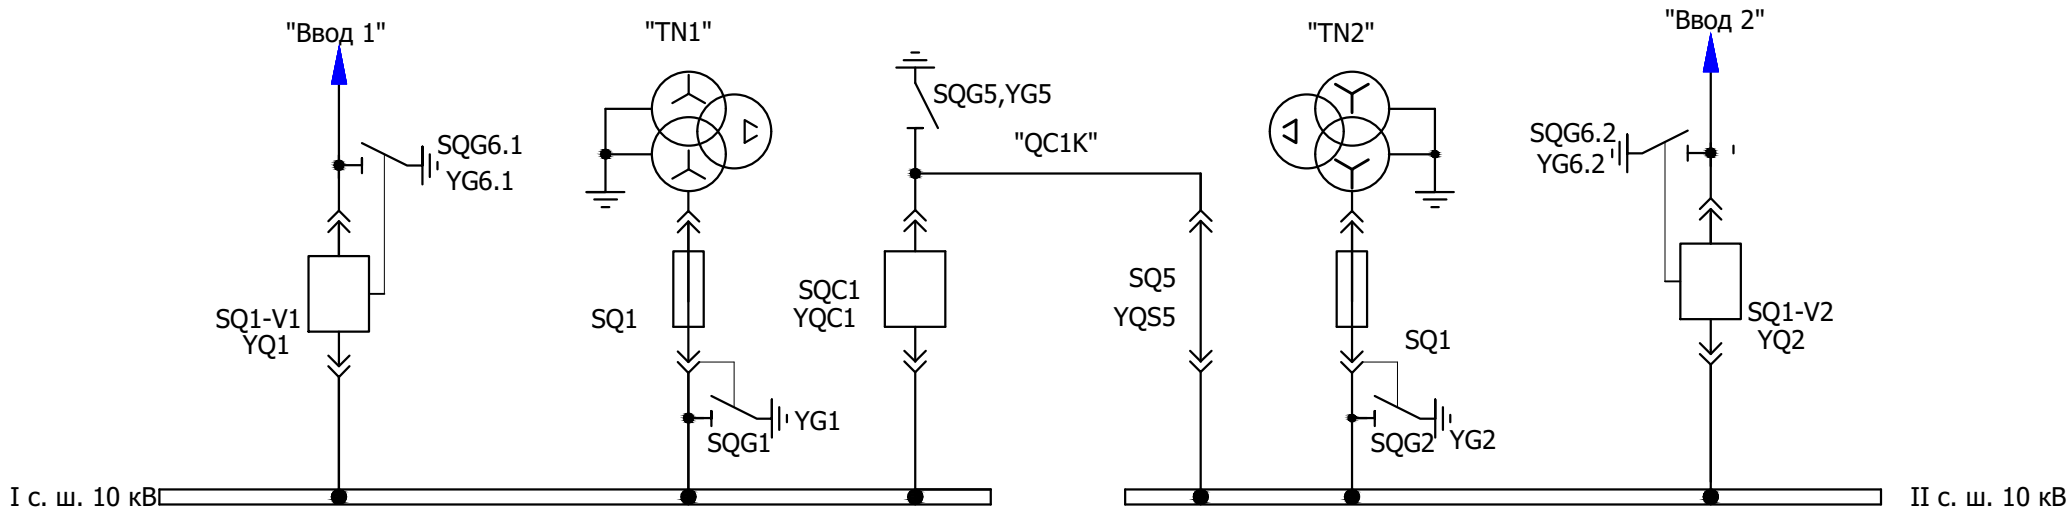 "Ввод 1"
"TN1"
"TN2"
"Ввод 2"
SQG5,YG5
"QC1K"
SQG6.1
YG6.1
SQG6.2
YG6.2
SQ1-V1
YQ1
SQ1
SQC1
YQC1
SQ5
YQS5
SQ1
SQ1-V2
YQ2
SQG1
YG1
SQG2
YG2
I с. ш. 10 кВ
II с. ш. 10 кВ